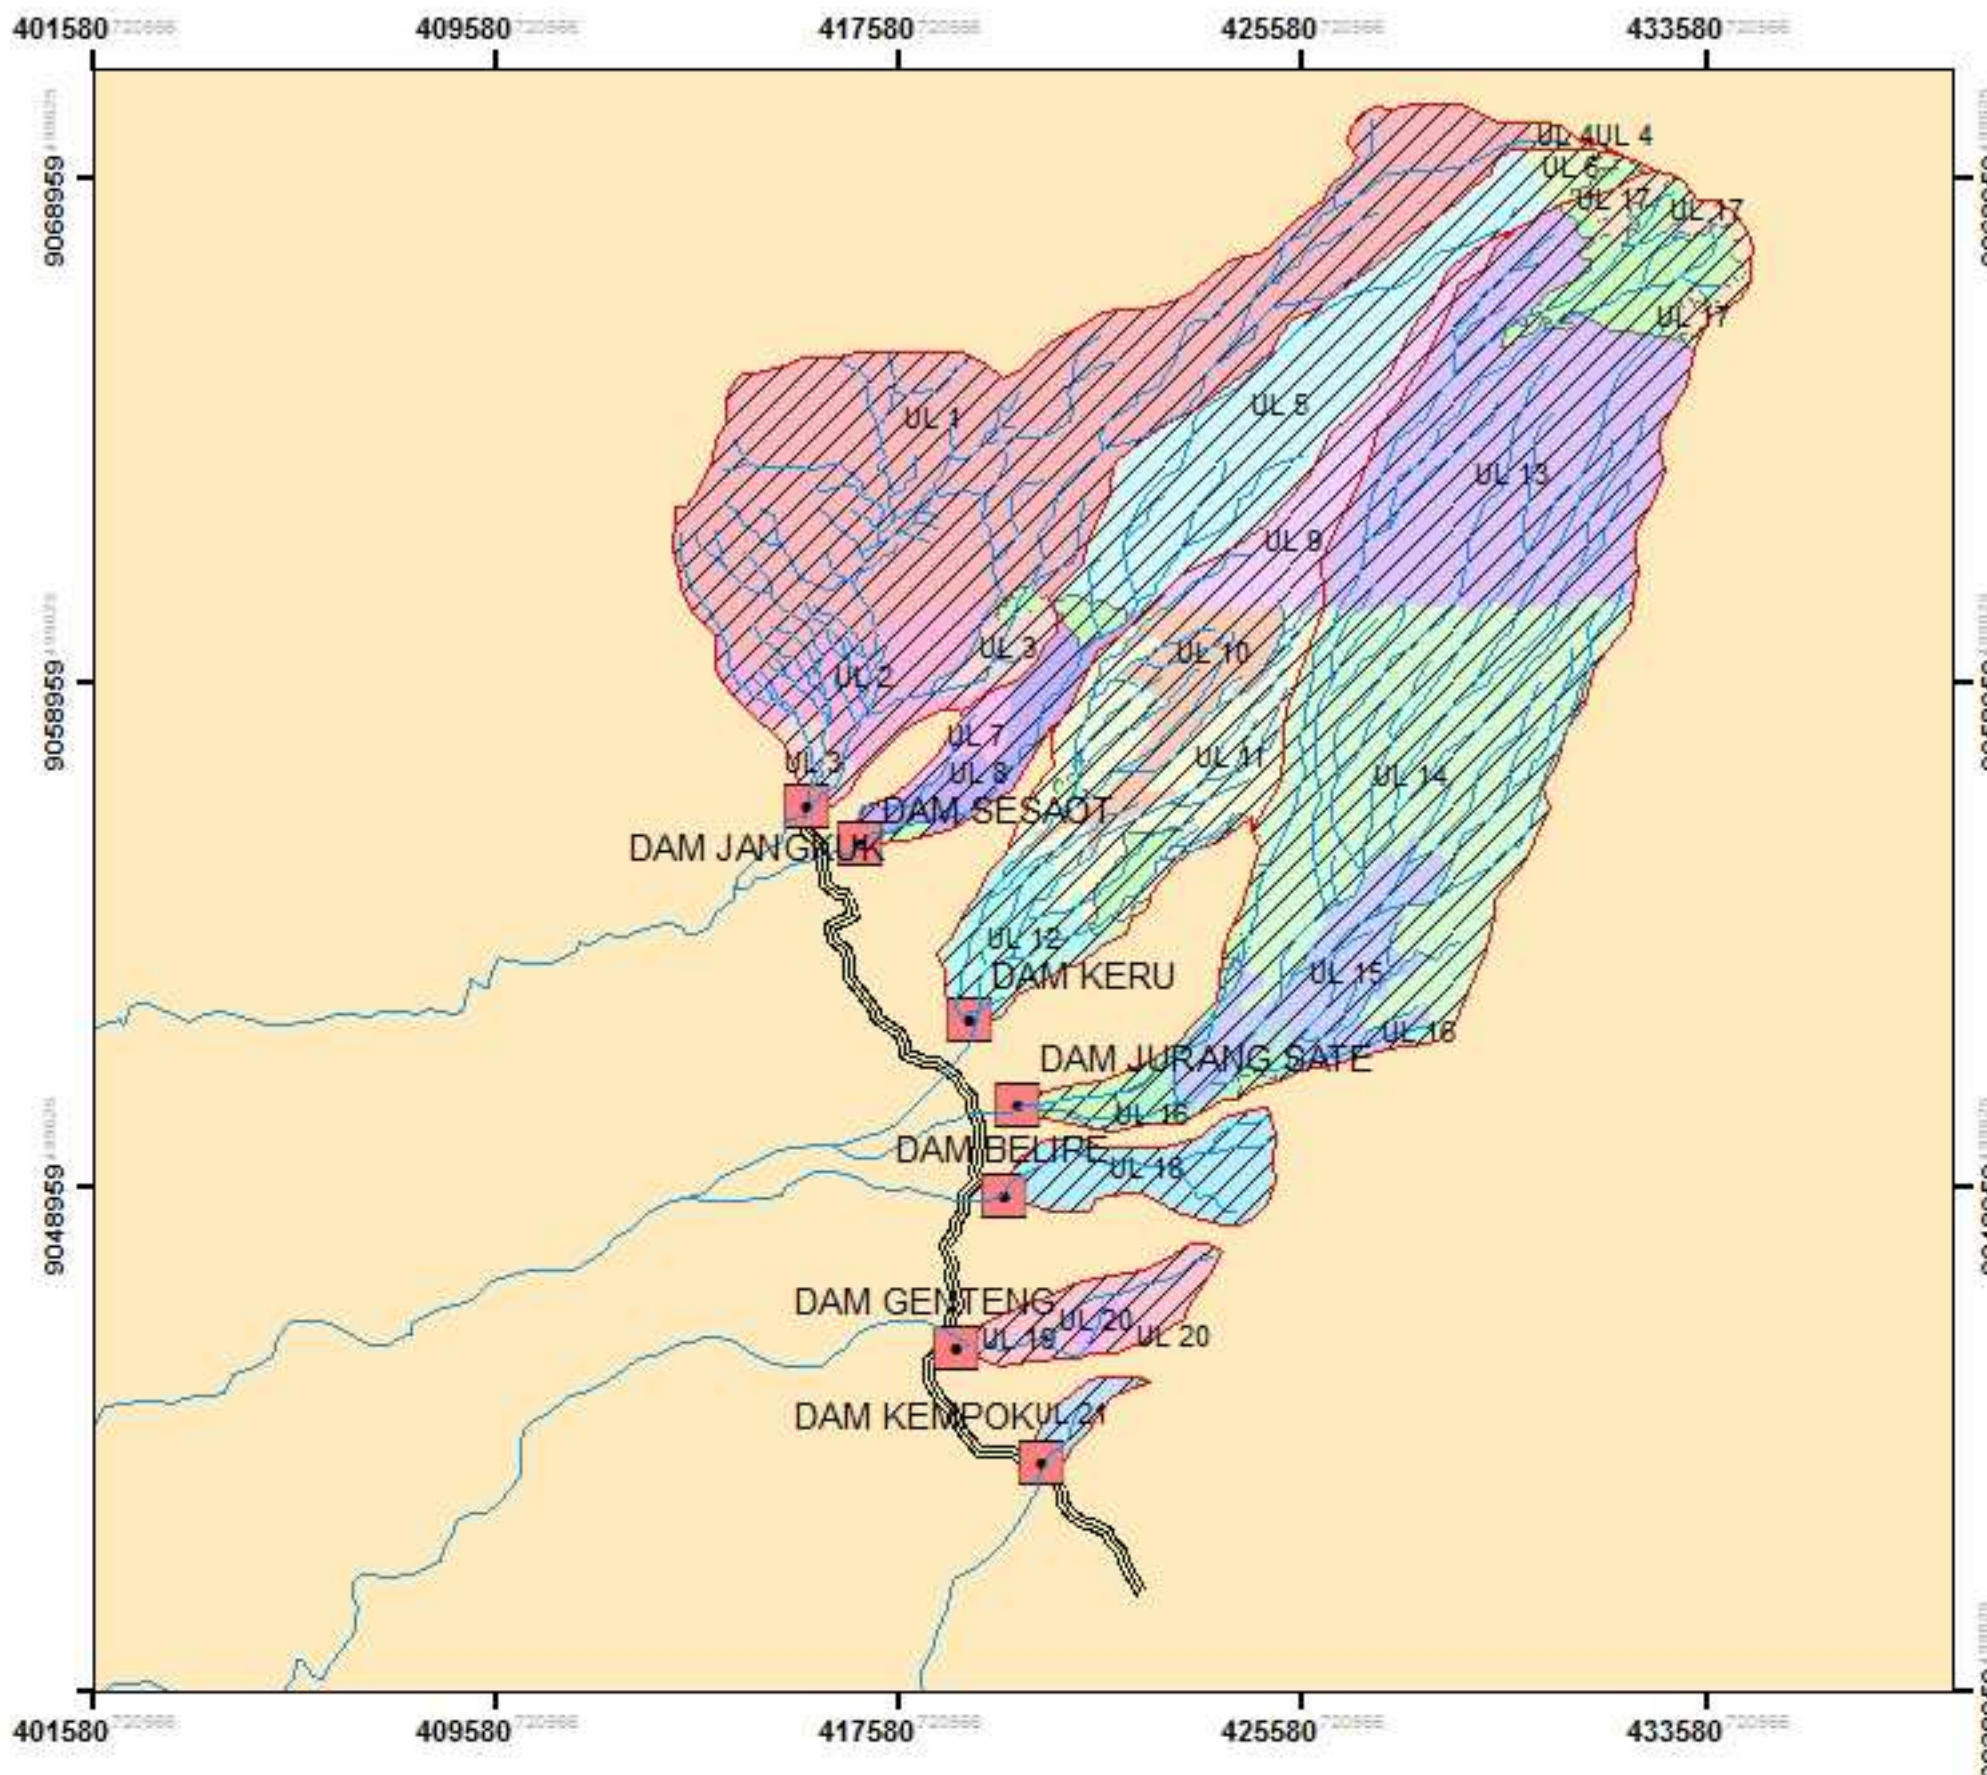 401580 409580 417580 425580 433580
UL 4UL 4
UL 6
UL 17
UL 17
9068959
UL 17
UL 5
UL 1
UL 13
UL 9
UL 3
UL 10
9058959
UL 2
UL 7
UL 11
UL 3
UL 8
UL 14
DAM SESAOT
DAM JANGKUK
UL 12
DAM KERU
UL 15
UL 16
DAM JURANG SATE
UL 16
DAM BELIPE
UL 18
9048959
DAM GENTENG
UL 20
UL 19
UL 20
DAM KEMPOK
UL 21
401580 409580 417580 425580 433580